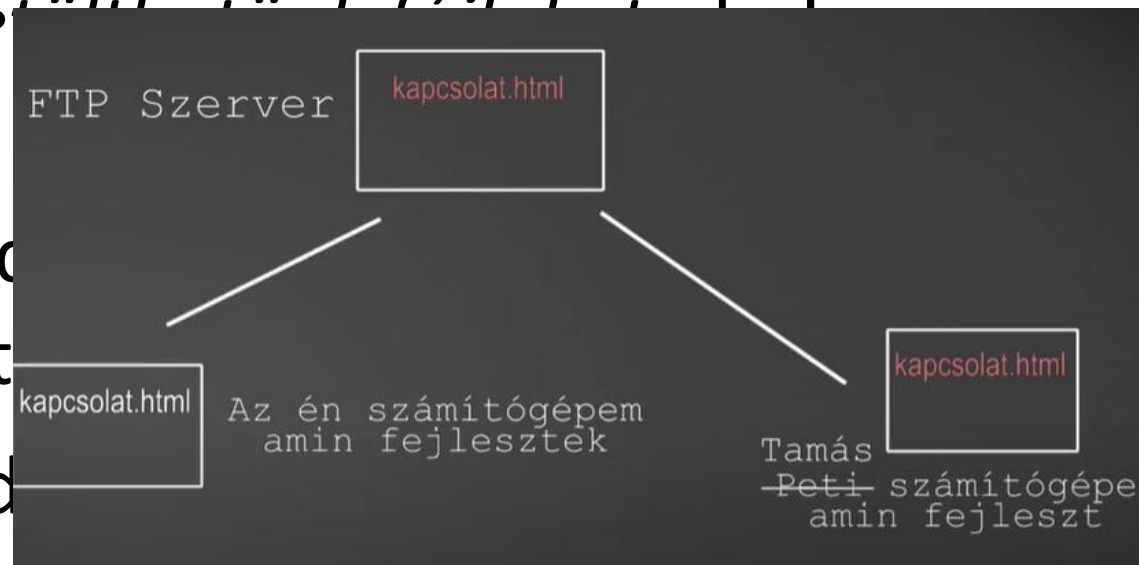 FTP Szerver
kapcsolat.html
kapcsolat.html
Az én számítógépem
amin fejlesztek
kapcsolat.html
Tamás
Peti számítógépe
amin fejleszt